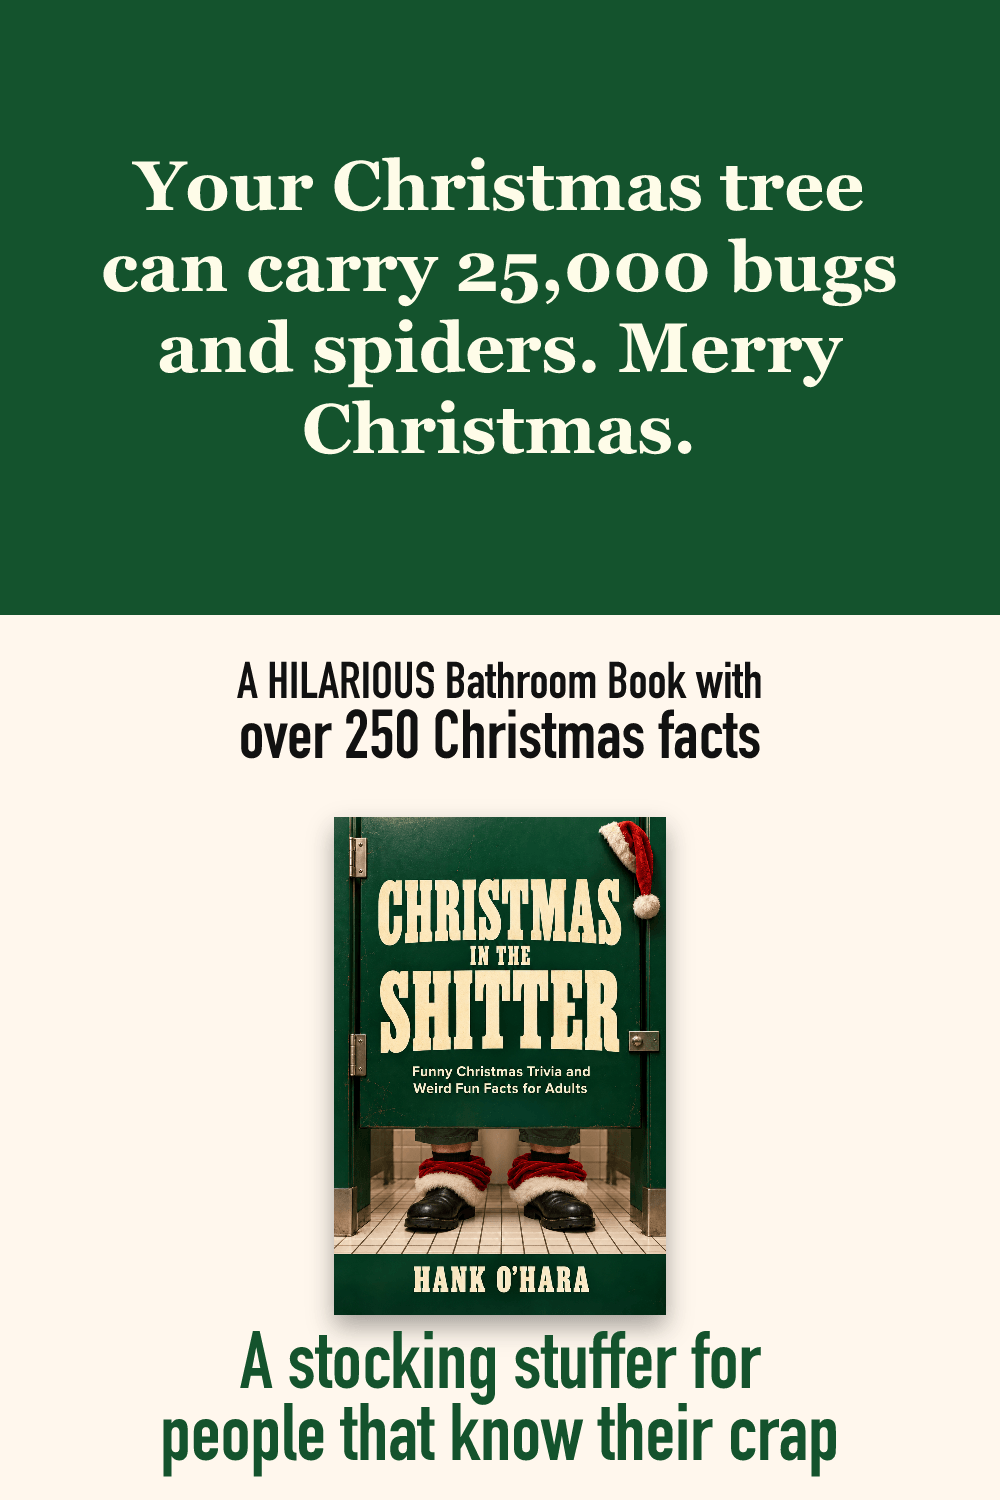 Your Christmas tree
can carry 25,000 bugs
and spiders. Merry
Christmas.
A HILARIOUS Bathroom Book with
over 250 Christmas facts
CHRISTMAS
IN THE
SHITTER
Funny Christmas Trivia and
Weird Fun Facts for Adults
HANK O'HARA
A stocking stuffer for
people that know their crap